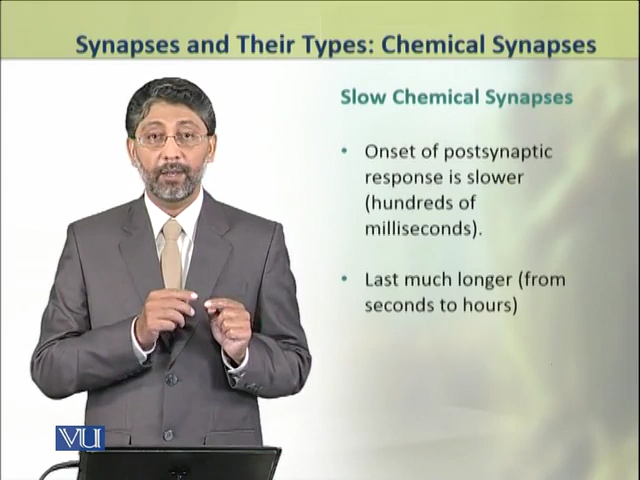 Synapses and Their Types: Chemical Synapses
Slow Chemical Synapses
• Onset of postsynaptic
response is slower
(hundreds of
milliseconds).
• Last much longer (from
seconds to hours)
VU